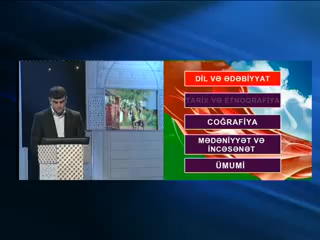 DİL VƏ ƏDƏBİYYAT
TARİX VƏ ETNOQRAFİYA
COĞRAFİYA
MƏDƏNİYYƏT VƏ
İNCƏSƏNƏT
ÜMUMİ